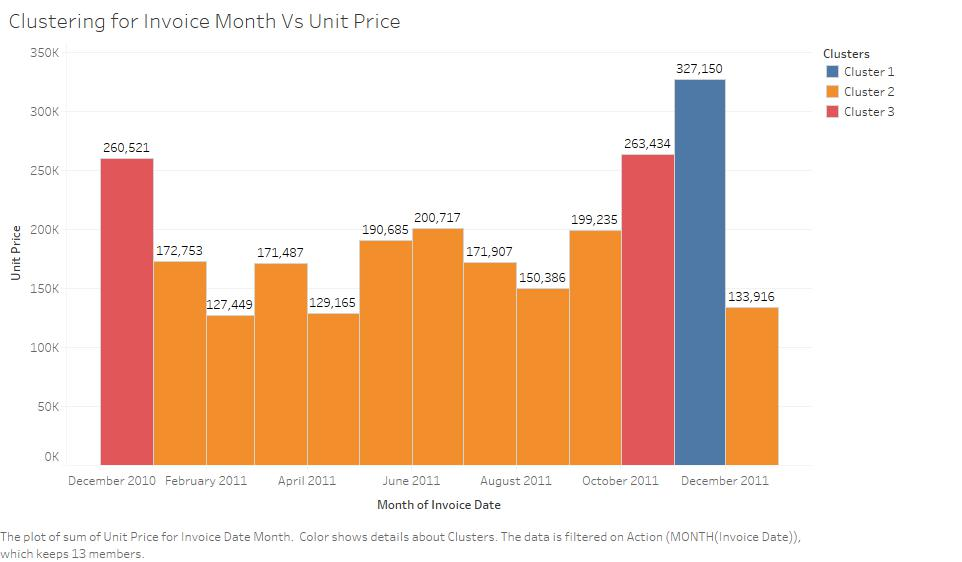 Clustering for Invoice Month Vs Unit Price
Clusters
Cluster 1
Cluster 2
Cluster 3
Unit Price
350K
300K
250K
200K
150K
100K
50K
0K
260,521
172,753
127,449
171,487
129,165
190,685
200,717
171,907
150,386
199,235
263,434
327,150
133,916
December 2010
February 2011
April 2011
June 2011
August 2011
October 2011
December 2011
Month of Invoice Date
The plot of sum of Unit Price for Invoice Date Month. Color shows details about Clusters. The data is filtered on Action (MONTH(Invoice Date)),
which keeps 13 members.